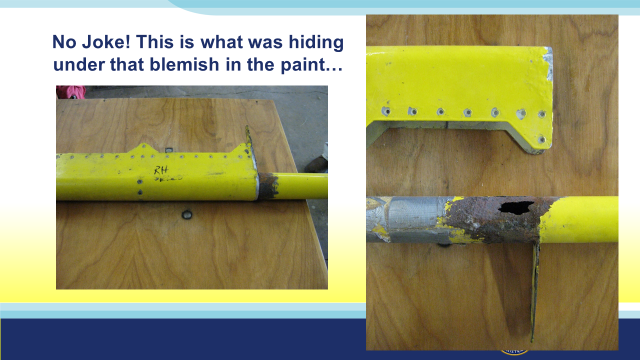 No Joke! This is what was hiding
under that blemish in the paint…
RH